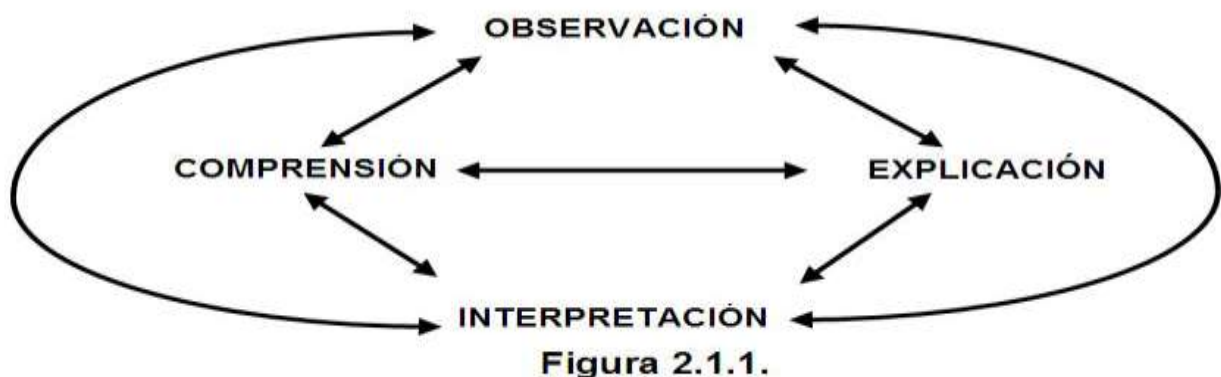 OBSERVACIÓN
COMPRENSIÓN
EXPLICACIÓN
INTERPRETACIÓN
Figura 2.1.1.